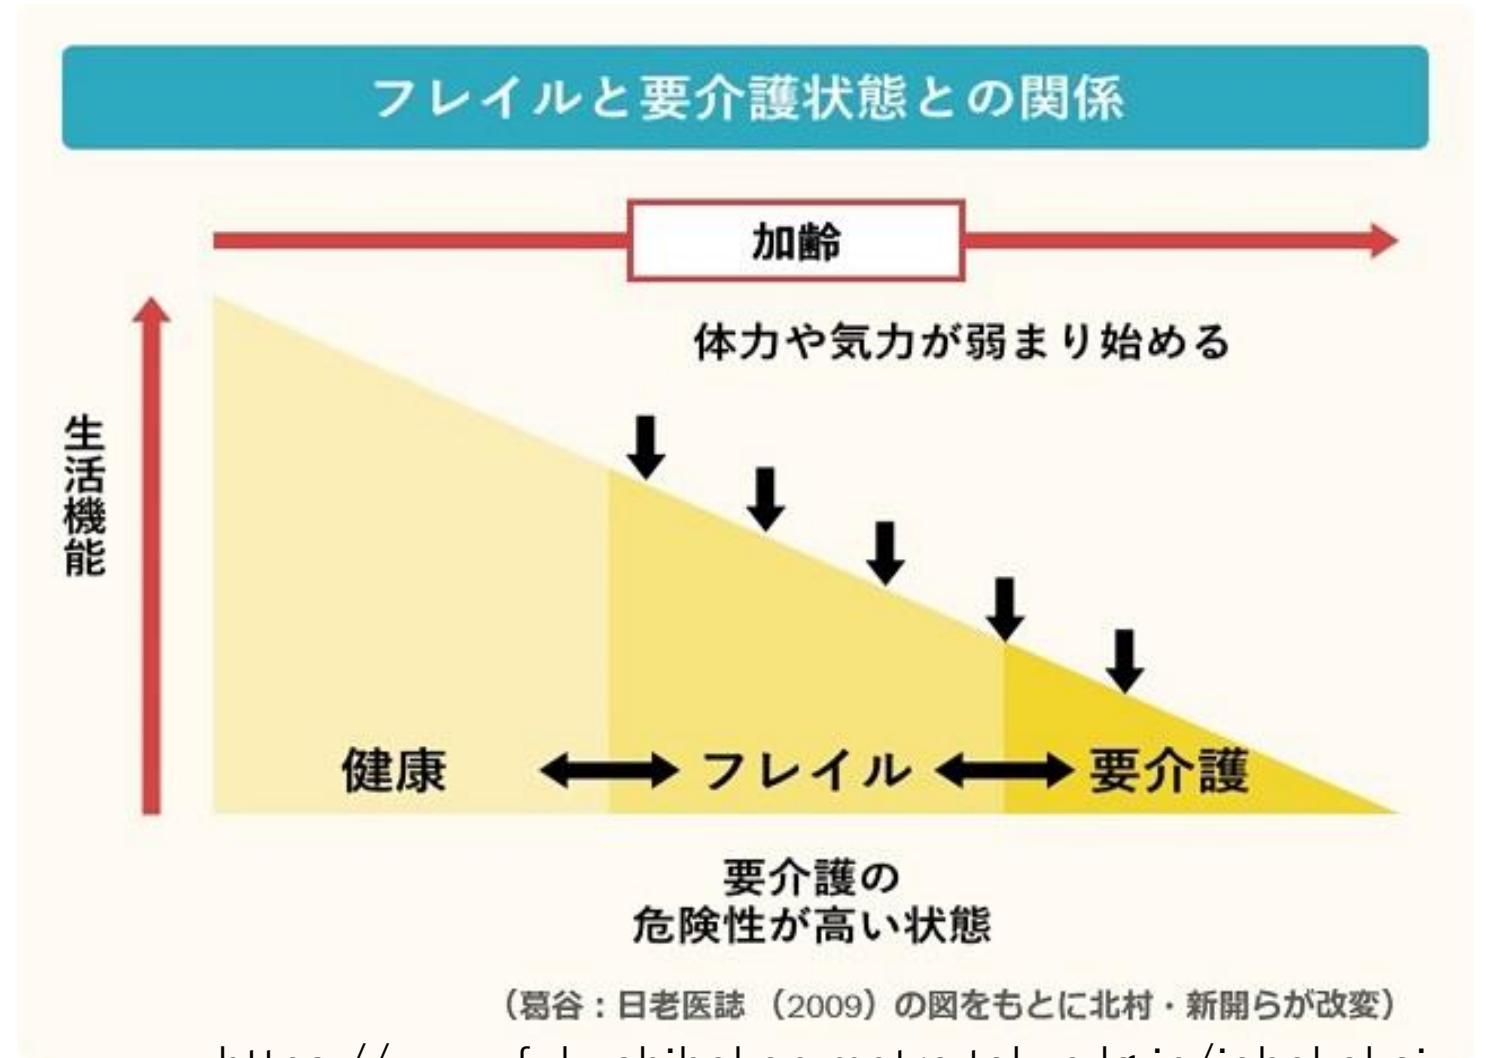 フレイルと要介護状態との関係
加齢
体力や気力が弱まり始める
生活機能
健康
フレイル
要介護
要介護の
危険性が高い状態
（葛谷：日老医誌 （2009）の図をもとに北村・新開らが改変）